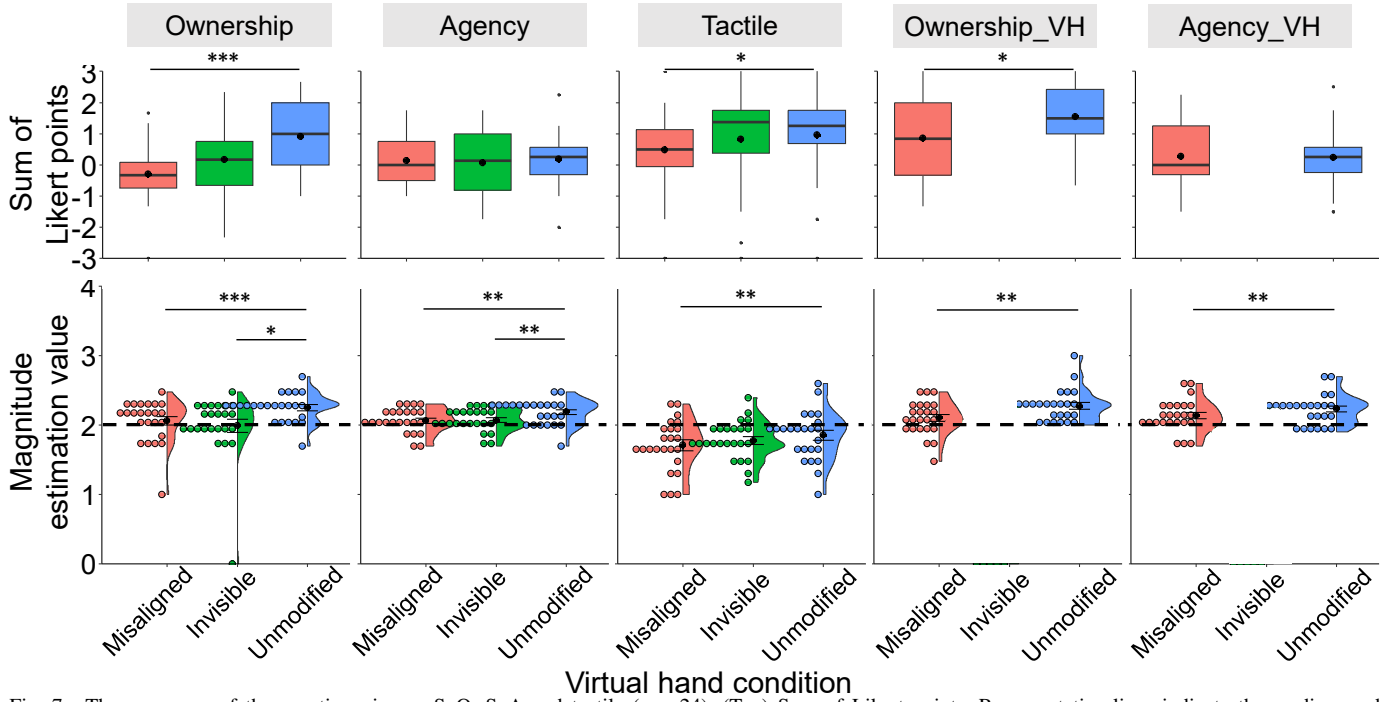 Ownership
Agency
Tactile
Ownership_VH
Agency_VH
Sum of
Likert points
3
2
1
0
-1
-2
-3
***
*
*
Magnitude
estimation value
4
3
2
1
0
***
*
**
**
**
**
**
Misaligned
Invisible
Unmodified
Misaligned
Invisible
Unmodified
Misaligned
Invisible
Unmodified
Misaligned
Invisible
Unmodified
Misaligned
Invisible
Unmodified
Virtual hand condition